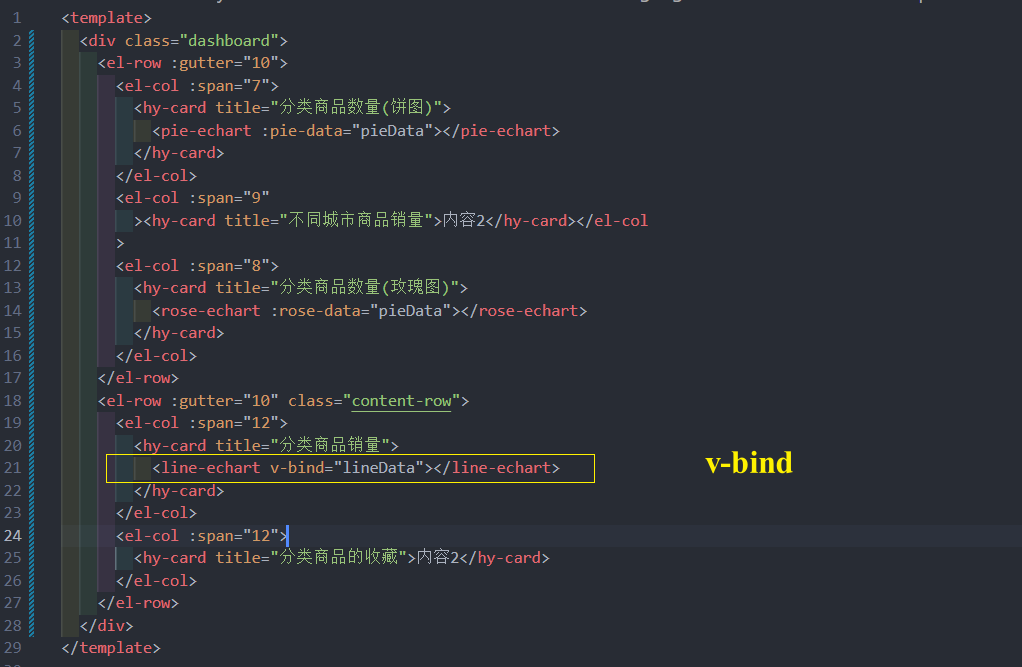 1 <template>
2 <div class="dashboard">
3 <el-row :gutter="10">
4 <el-col :span="7">
5 <hy-card title="分类商品数量(饼图)">
6 <pie-echart :pie-data="pieData"></pie-echart>
7 </hy-card>
8 </el-col>
9 <el-col :span="9"
10 ><hy-card title="不同城市商品销量">内容2</hy-card></el-col
11 >
12 <el-col :span="8">
13 <hy-card title="分类商品数量(玫瑰图)">
14 <rose-echart :rose-data="pieData"></rose-echart>
15 </hy-card>
16 </el-col>
17 </el-row>
18 <el-row :gutter="10" class="content-row">
19 <el-col :span="12">
20 <hy-card title="分类商品销量">
21 <line-echart v-bind="lineData"></line-echart>
v-bind
22 </hy-card>
23 </el-col>
24 <el-col :span="12">
25 <hy-card title="分类商品的收藏">内容2</hy-card>
26 </el-col>
27 </el-row>
28 </div>
29 </template>